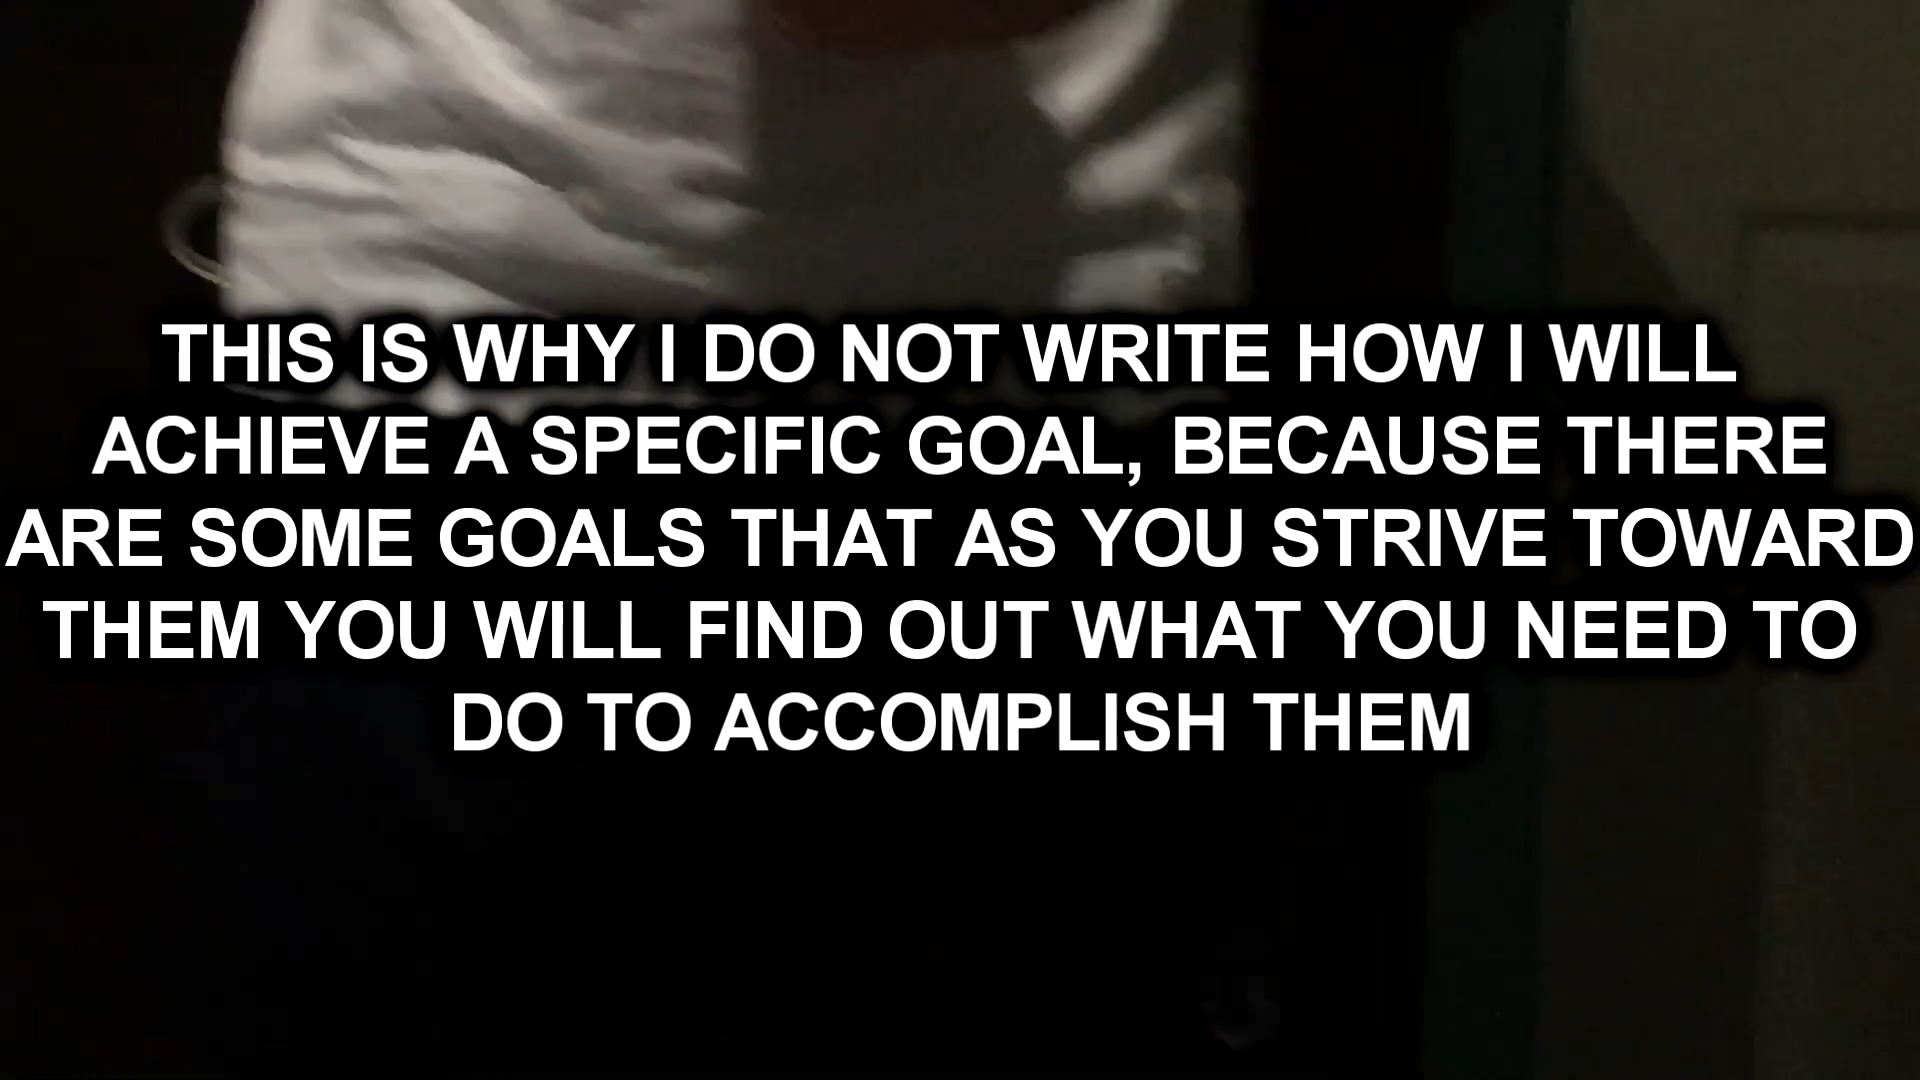 THIS IS WHY I DO NOT WRITE HOW I WILL
ACHIEVE A SPECIFIC GOAL, BECAUSE THERE
ARE SOME GOALS THAT AS YOU STRIVE TOWARD
THEM YOU WILL FIND OUT WHAT YOU NEED TO
DO TO ACCOMPLISH THEM